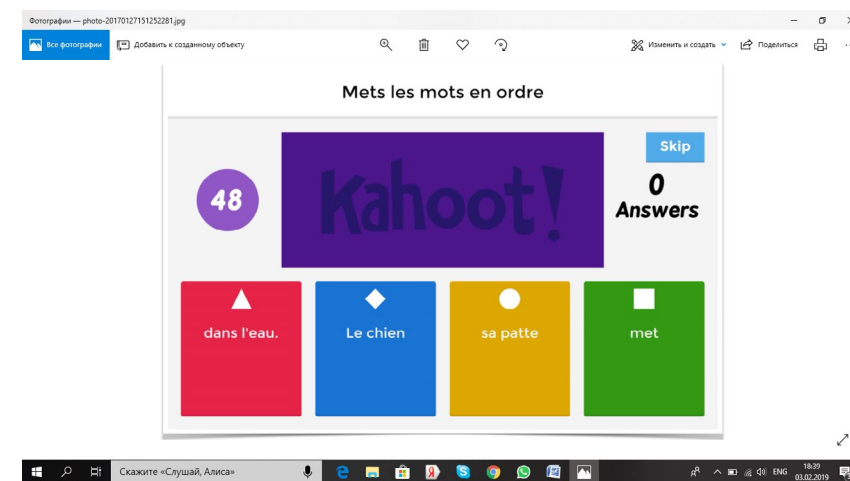 Фотографии — photo-20170127151252281.jpg
Все фотографии
Добавить к созданному объекту
Изменить и создать
Поделиться
Mets les mots en ordre
48
Kahoot!
Skip
0
Answers
dans l'eau.
Le chien
sa patte
met
Скажите «Слушай, Алиса»
ENG
18:39
03.02.2019